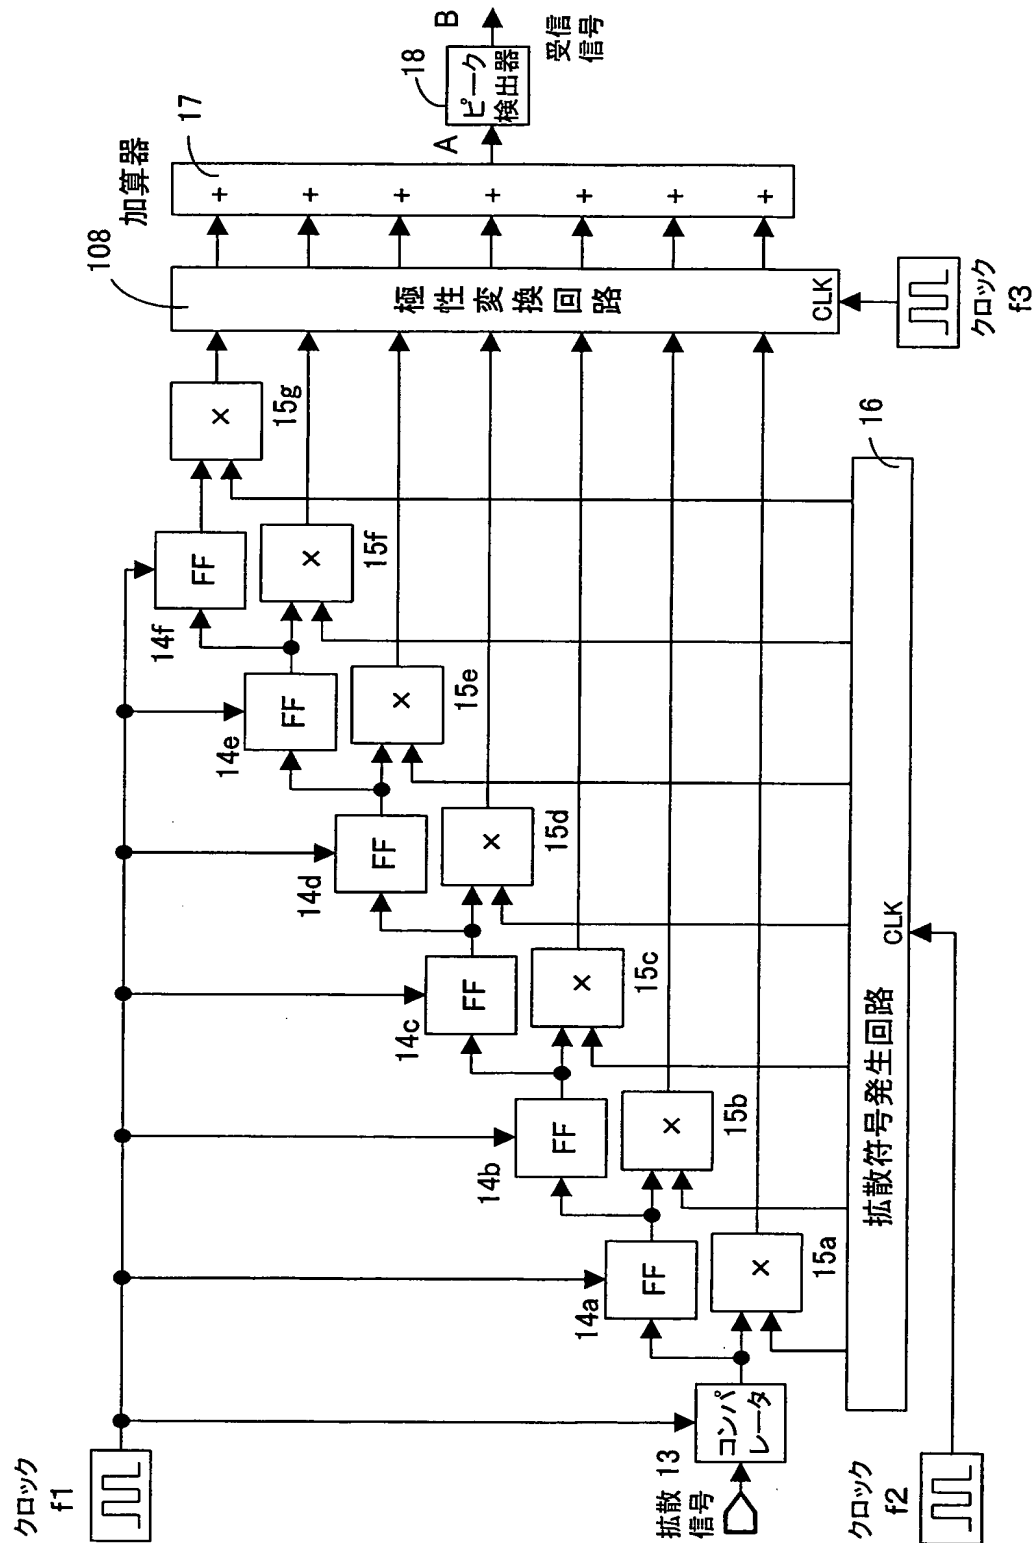 クロック
f1
拡散
信号
13
コンパ
レータ
14a
FF
14b
FF
14c
FF
14d
FF
14e
FF
14f
FF
×
15a
×
15b
×
15c
×
15d
×
15e
×
15f
×
15g
拡散符号発生回路
CLK
16
クロック
f2
108
極性変換回路
CLK
クロック
f3
加算器
17
+
+
+
+
+
+
+
A
18
ピーク
検出器
B
受信
信号